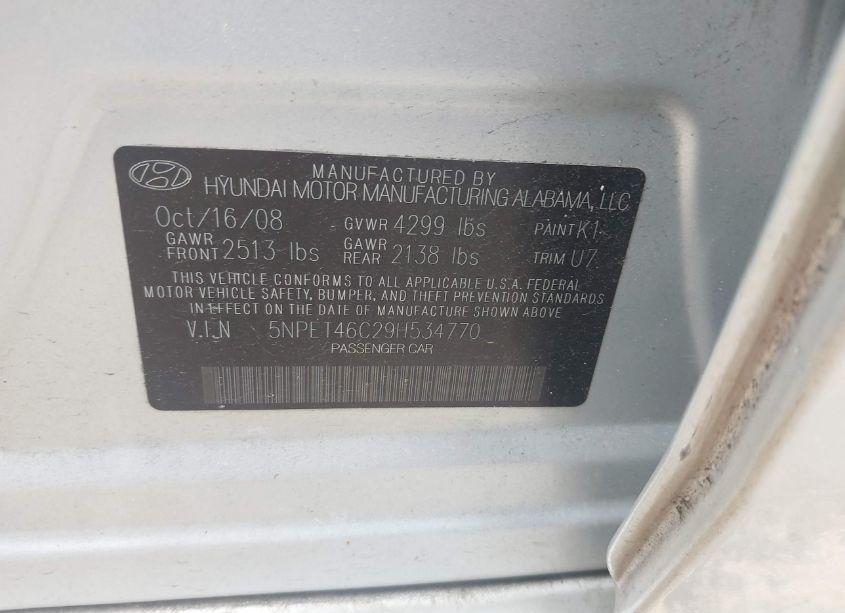 MANUFACTURED BY
HYUNDAI MOTOR MANUFACTURING ALABAMA, LLC
Oct/16/08 GVWR 4299 lbs PAINT K1
GAWR FRONT 2513 lbs GAWR REAR 2138 lbs TRIM U7
THIS VEHICLE CONFORMS TO ALL APPLICABLE U.S.A. FEDERAL
MOTOR VEHICLE SAFETY, BUMPER, AND THEFT PREVENTION STANDARDS
IN EFFECT ON THE DATE OF MANUFACTURE SHOWN ABOVE
V.I.N 5NPET46C29H534770
PASSENGER CAR